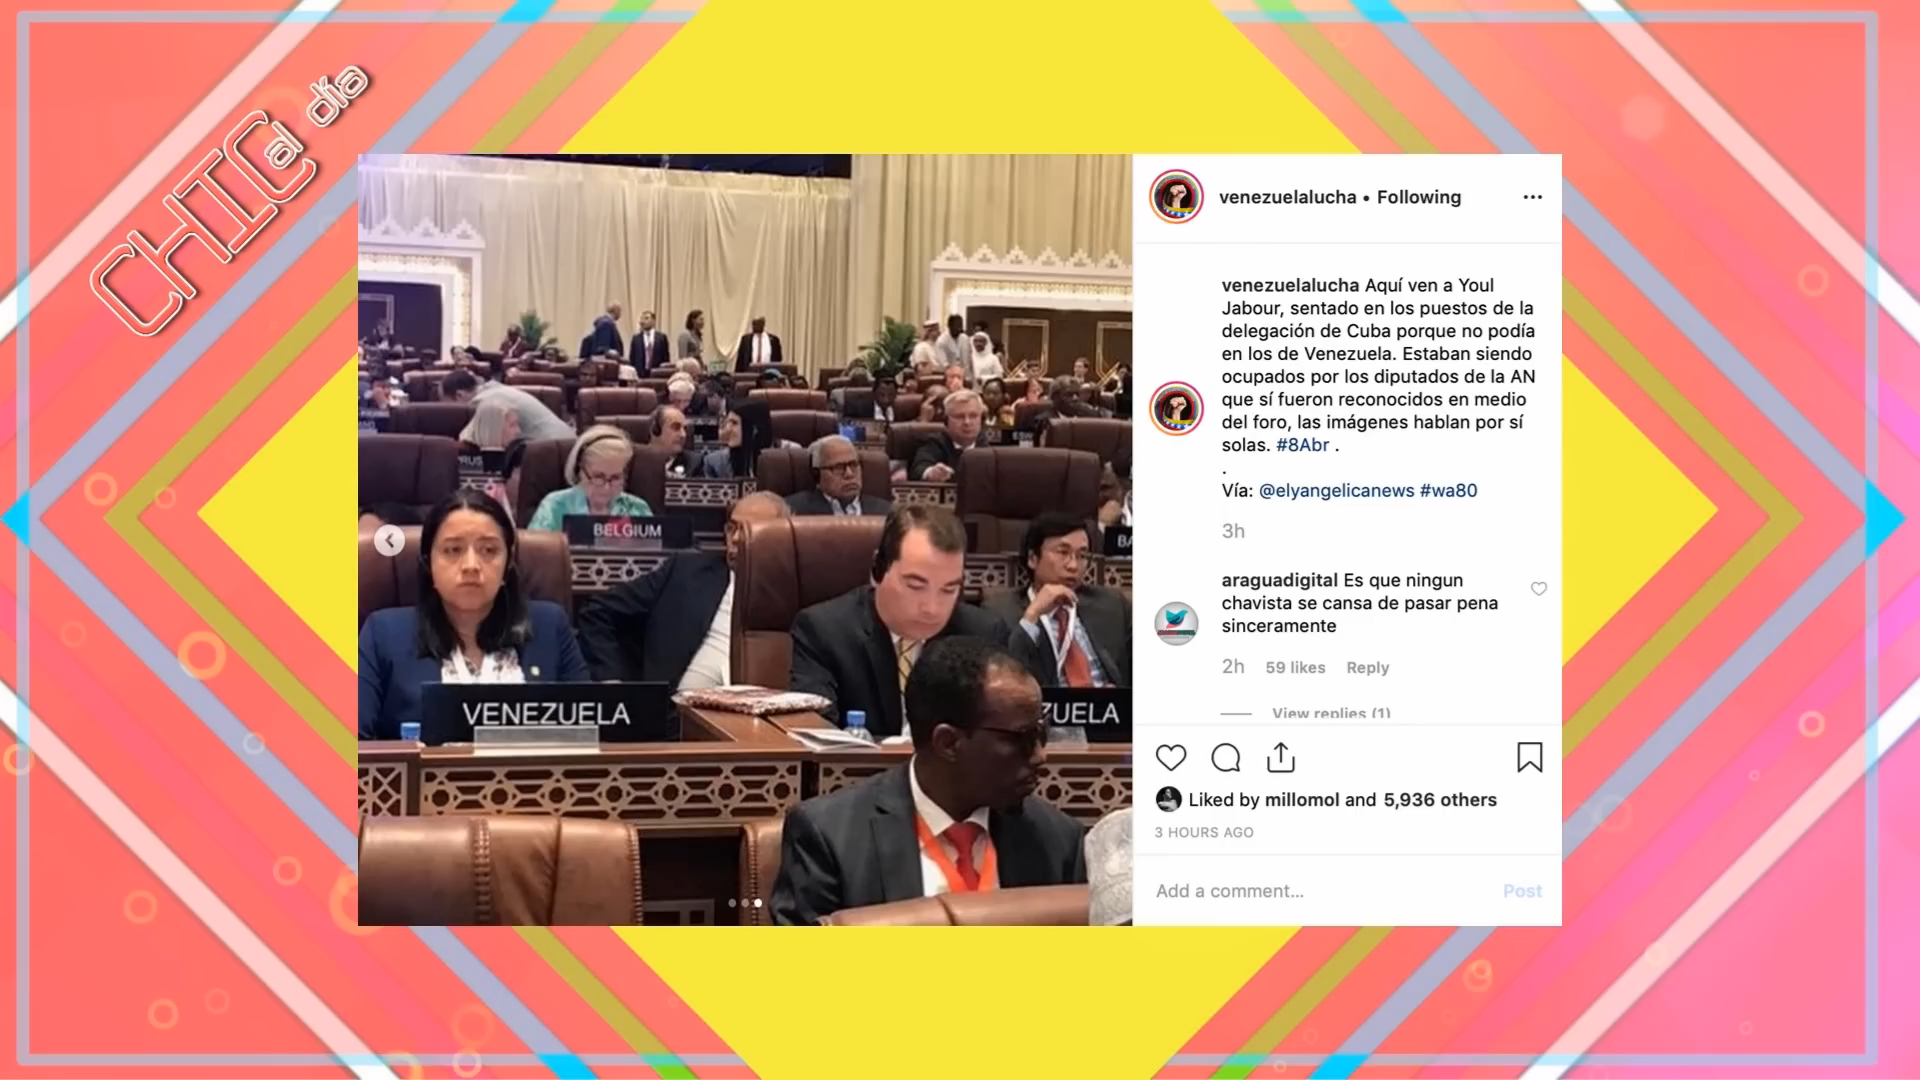 CHIC al día
venezuelalucha • Following
venezuelalucha Aquí ven a Youl
Jabour, sentado en los puestos de la
delegación de Cuba porque no podía
en los de Venezuela. Estaban siendo
ocupados por los diputados de la AN
que sí fueron reconocidos en medio
del foro, las imágenes hablan por sí
solas. #8Abr .
.
Vía: @elyangelicanews #wa80
3h
araguadigital Es que ningun
chavista se cansa de pasar pena
sinceramente
2h 59 likes Reply
View replies (1)
Liked by millomol and 5,936 others
3 HOURS AGO
Add a comment... Post
BELGIUM
VENEZUELA
ZUELA
BA